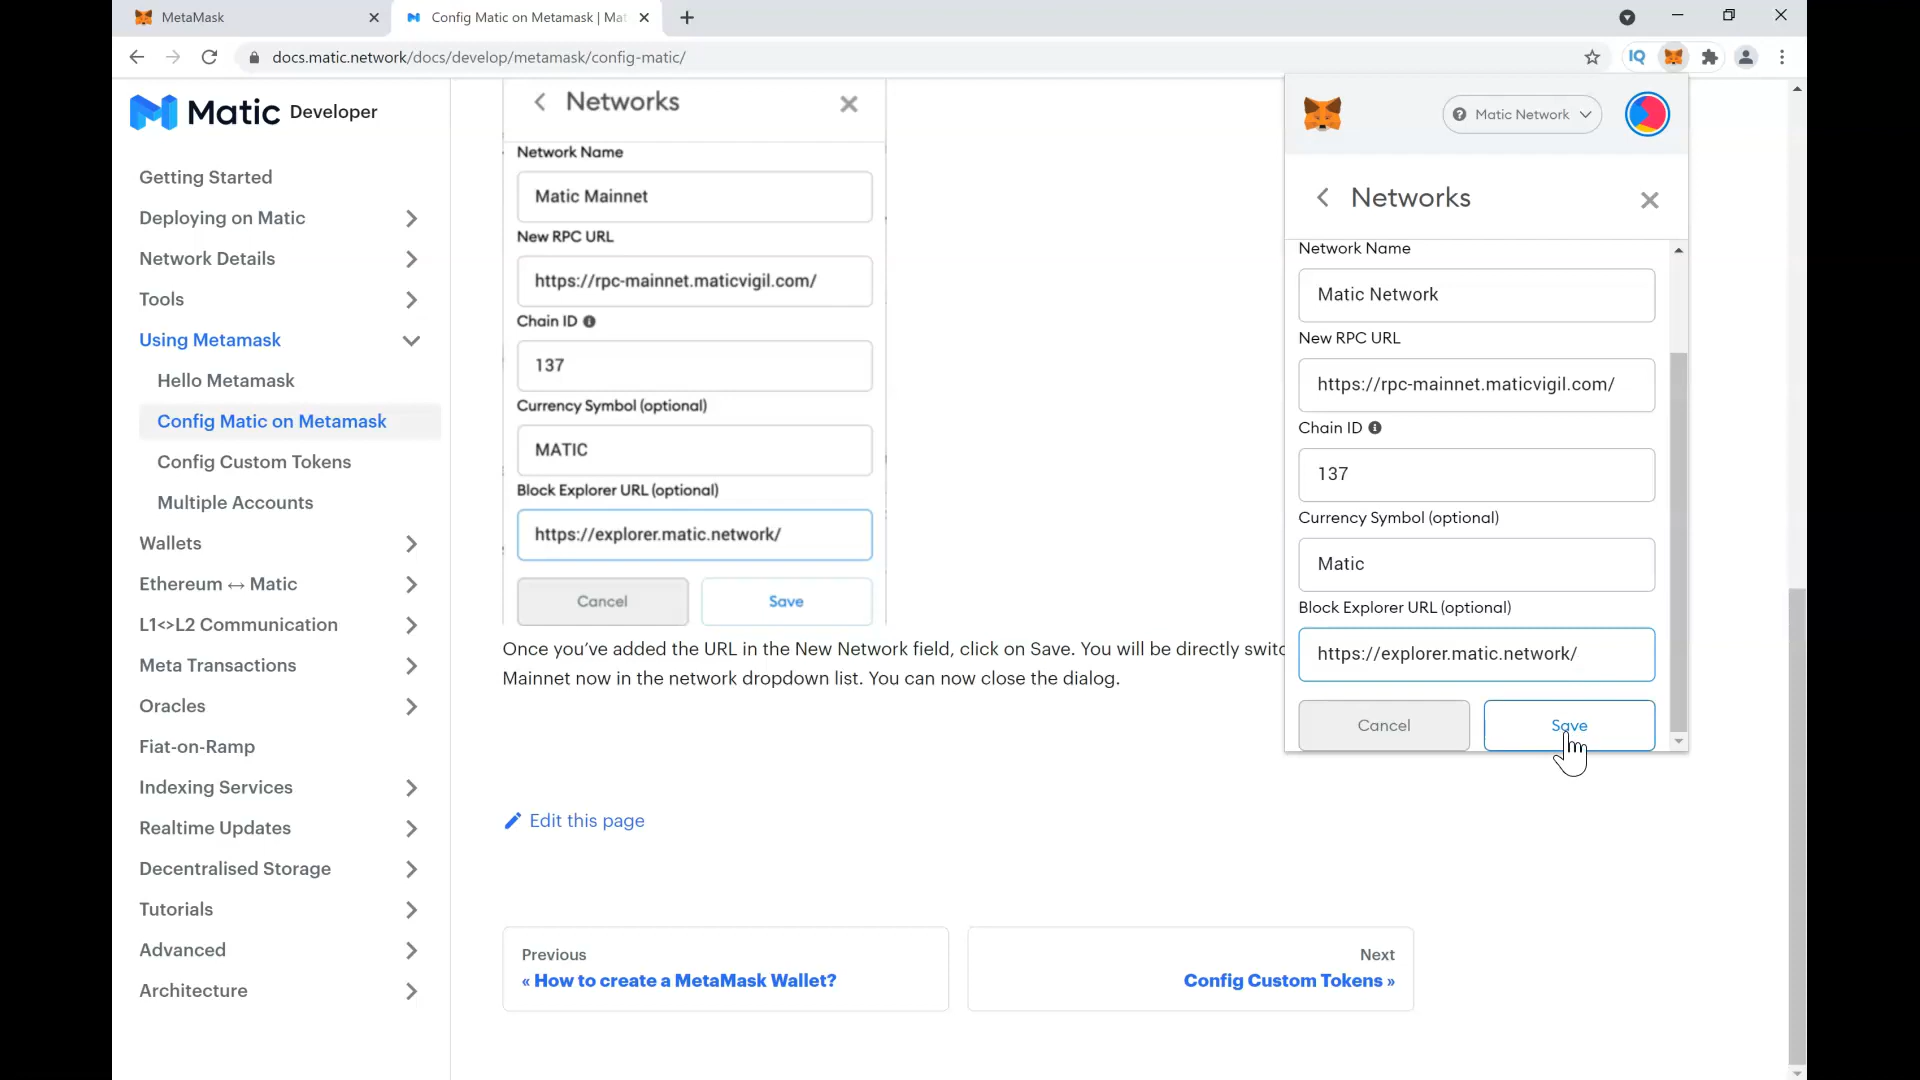 MetaMask
Config Matic on Metamask | Mat
docs.matic.network/docs/develop/metamask/config-matic/
IQ
Matic Developer
Getting Started
Deploying on Matic
Network Details
Tools
Using Metamask
Hello Metamask
Config Matic on Metamask
Config Custom Tokens
Multiple Accounts
Wallets
Ethereum ↔ Matic
L1<>L2 Communication
Meta Transactions
Oracles
Fiat-on-Ramp
Indexing Services
Realtime Updates
Decentralised Storage
Tutorials
Advanced
Architecture
Networks
Network Name
Matic Mainnet
New RPC URL
https://rpc-mainnet.maticvigil.com/
Chain ID
137
Currency Symbol (optional)
MATIC
Block Explorer URL (optional)
https://explorer.matic.network/
Cancel
Save
Once you’ve added the URL in the New Network field, click on Save. You will be directly switc
Mainnet now in the network dropdown list. You can now close the dialog.
Edit this page
Previous
« How to create a MetaMask Wallet?
Next
Config Custom Tokens »
Matic Network
Networks
Network Name
Matic Network
New RPC URL
https://rpc-mainnet.maticvigil.com/
Chain ID
137
Currency Symbol (optional)
Matic
Block Explorer URL (optional)
https://explorer.matic.network/
Cancel
Save